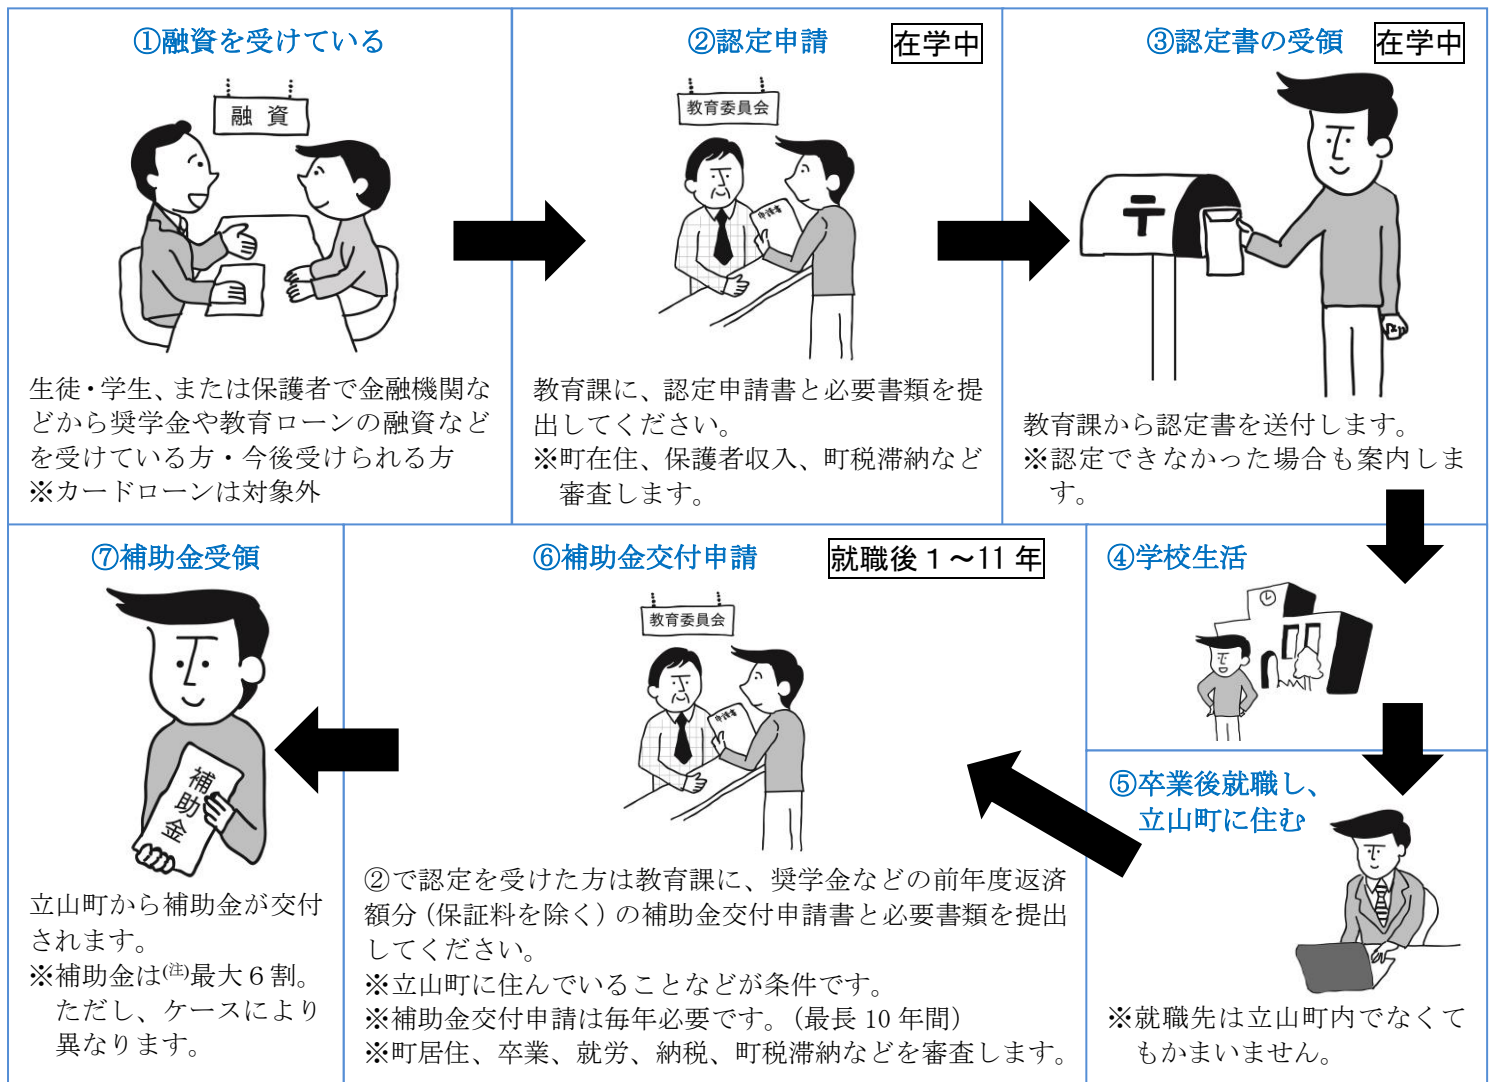 ①融資を受けている
融資
生徒・学生、または保護者で金融機関な
どから奨学金や教育ローンの融資など
を受けている方・今後受けられる方
※カードローンは対象外
②認定申請
在学中
教育委員会
申請書
教育課に、認定申請書と必要書類を提
出してください。
※町在住、保護者収入、町税滞納など
審査します。
③認定書の受領
在学中
〒
教育課から認定書を送付します。
※認定できなかった場合も案内しま
す。
④学校生活
⑤卒業後就職し、
立山町に住む
※就職先は立山町内でなくて
もかまいません。
⑥補助金交付申請
就職後1～11年
教育委員会
申請書
②で認定を受けた方は教育課に、奨学金などの前年度返済
額分(保証料を除く)の補助金交付申請書と必要書類を提出
してください。
※立山町に住んでいることなどが条件です。
※補助金交付申請は毎年必要です。(最長10年間)
※町居住、卒業、就労、納税、町税滞納などを審査します。
⑦補助金受領
補助金
立山町から補助金が交付
されます。
※補助金は(注)最大6割。
ただし、ケースにより
異なります。